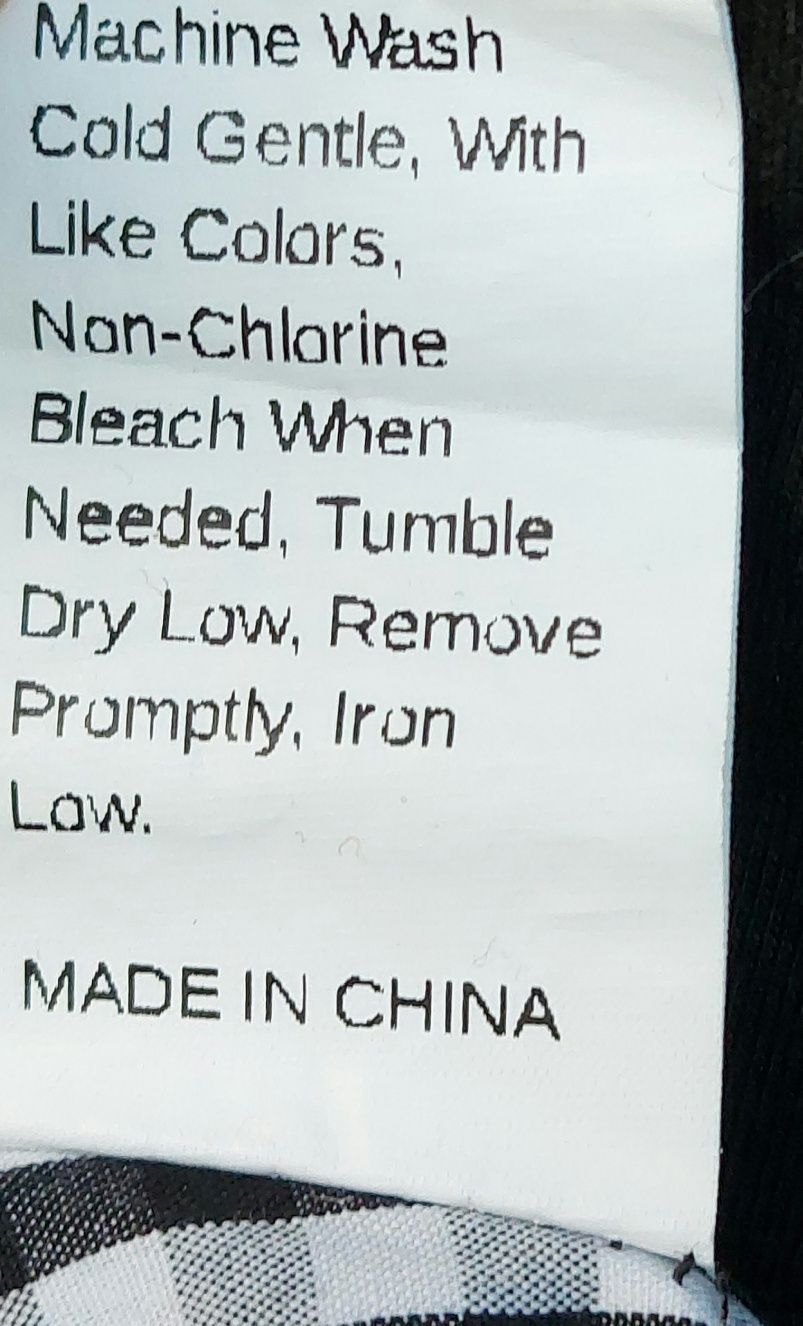 Machine Wash
Cold Gentle, With
Like Colors,
Non-Chlorine
Bleach When
Needed, Tumble
Dry Low, Remove
Promptly, Iron
Low.
MADE IN CHINA